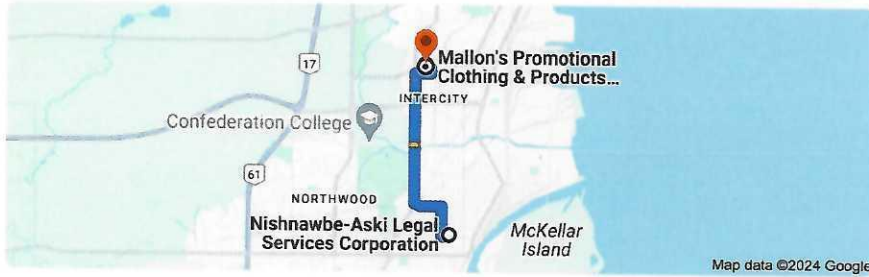 17
Mallon's Promotional
Clothing & Products...
INTERCITY
Confederation College
61
NORTHWOOD
Nishnawbe-Aski Legal
Services Corporation
McKellar
Island
Map data ©2024 Google